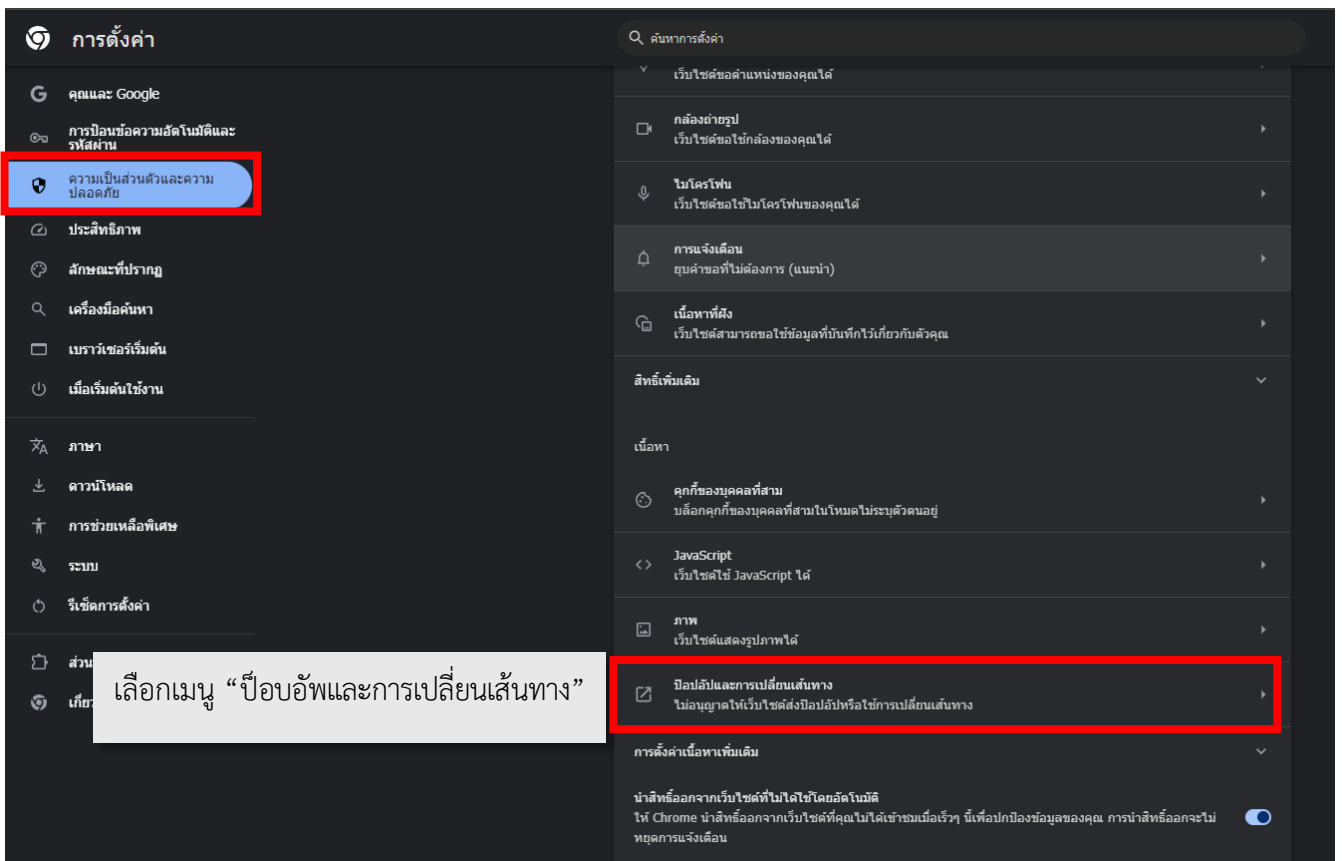 การตั้งค่า
ค้นหาการตั้งค่า
คุณและ Google
การป้อนข้อความอัตโนมัติและ
รหัสผ่าน
ความเป็นส่วนตัวและความ
ปลอดภัย
ประสิทธิภาพ
ลักษณะที่ปรากฏ
เครื่องมือค้นหา
เบราว์เซอร์เริ่มต้น
เมื่อเริ่มต้นใช้งาน
ภาษา
ดาวน์โหลด
การช่วยเหลือพิเศษ
ระบบ
รีเซ็ตการตั้งค่า
เลือกเมนู “ป็อบอัพและการเปลี่ยนเส้นทาง”
เว็บไซต์ขอตำแหน่งของคุณได้
กล้องถ่ายรูป
เว็บไซต์ขอใช้กล้องของคุณได้
ไมโครโฟน
เว็บไซต์ขอใช้ไมโครโฟนของคุณได้
การแจ้งเตือน
ยุบคำขอที่ไม่ต้องการ (แนะนำ)
เนื้อหาที่ฝัง
เว็บไซต์สามารถขอใช้ข้อมูลที่บันทึกไว้เกี่ยวกับตัวคุณ
สิทธิ์เพิ่มเติม
เนื้อหา
คุกกี้ของบุคคลที่สาม
บล็อกคุกกี้ของบุคคลที่สามในโหมดไม่ระบุตัวตนอยู่
JavaScript
เว็บไซต์ใช้ JavaScript ได้
ภาพ
เว็บไซต์แสดงรูปภาพได้
ป๊อปอัปและการเปลี่ยนเส้นทาง
ไม่อนุญาตให้เว็บไซต์ส่งป๊อปอัปหรือใช้การเปลี่ยนเส้นทาง
การตั้งค่าเนื้อหาเพิ่มเติม
นำสิทธิ์ออกจากเว็บไซต์ที่ไม่ได้ใช้โดยอัตโนมัติ
ให้ Chrome นำสิทธิ์ออกจากเว็บไซต์ที่คุณไม่ได้เข้าชมเมื่อเร็วๆ นี้เพื่อปกป้องข้อมูลของคุณ การนำสิทธิ์ออกจะไม่
หยุดการแจ้งเตือน